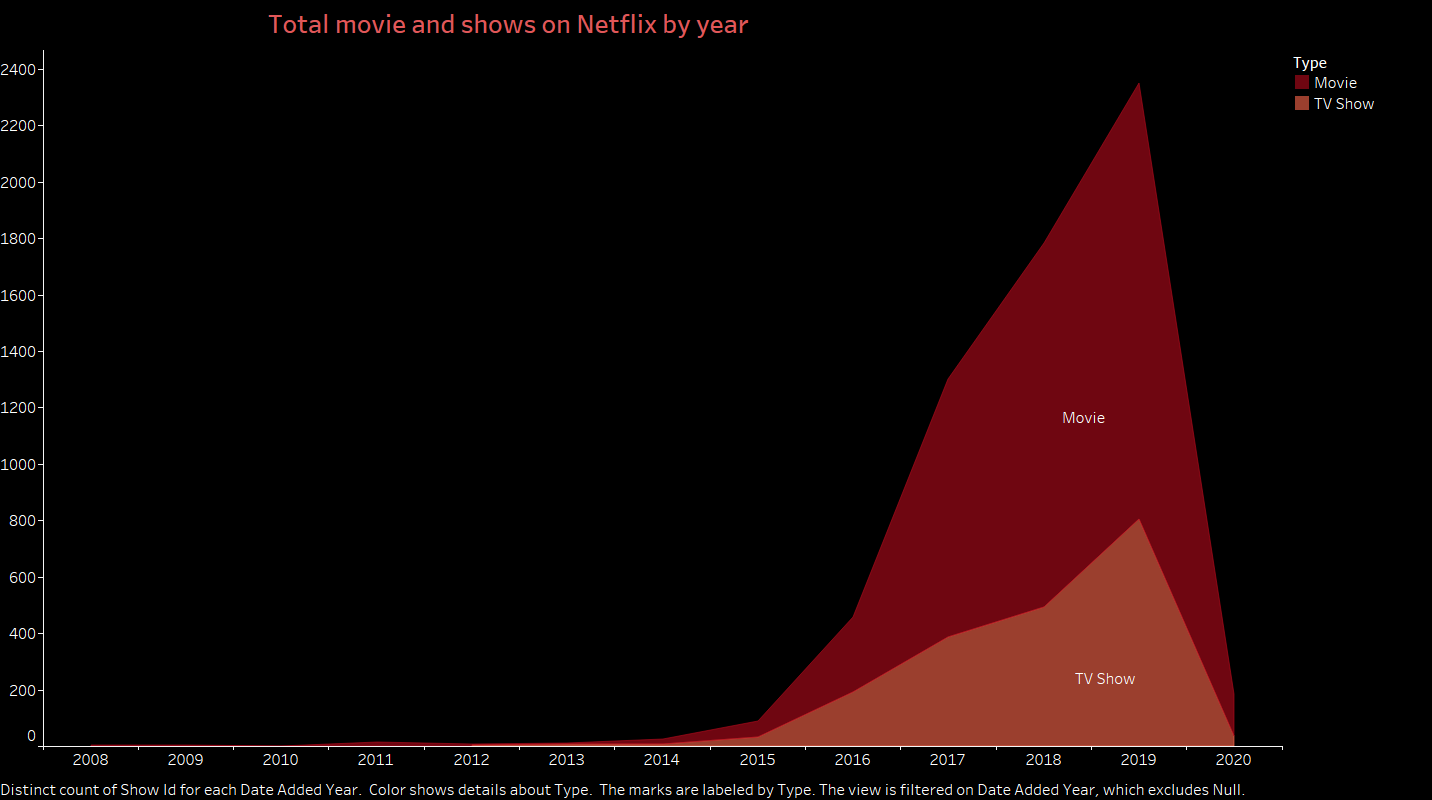 Total movie and shows on Netflix by year
Type
Movie
TV Show
2400
2200
2000
1800
1600
1400
1200
1000
800
600
400
200
0
Movie
TV Show
2008 2009 2010 2011 2012 2013 2014 2015 2016 2017 2018 2019 2020
Distinct count of Show Id for each Date Added Year.  Color shows details about Type.  The marks are labeled by Type. The view is filtered on Date Added Year, which excludes Null.